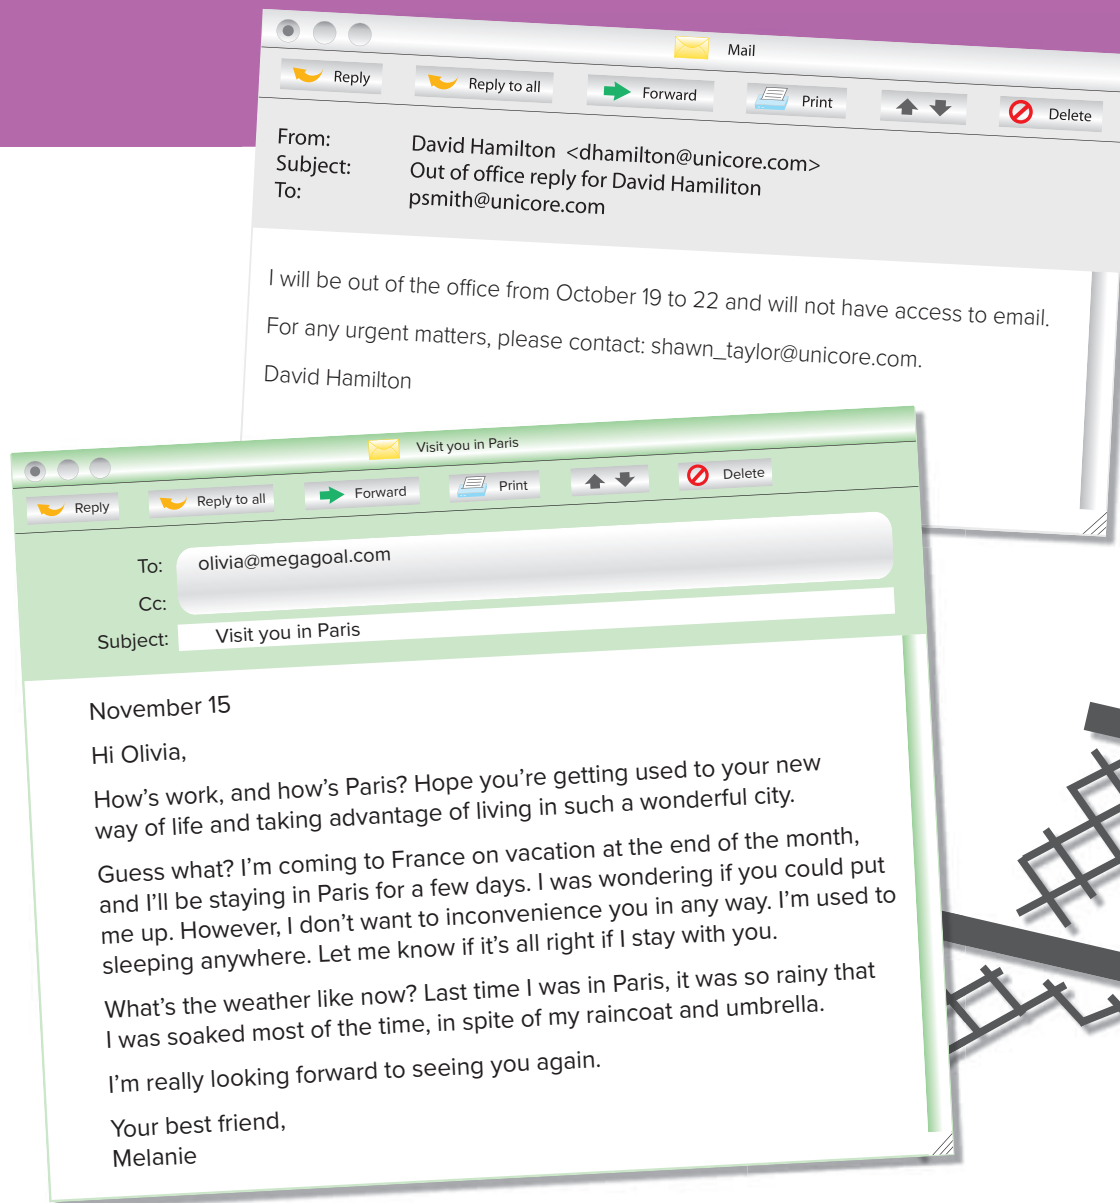 Mail
Reply
Reply to all
Forward
Print
Delete
From: David Hamilton <dhamilton@unicore.com>
Subject: Out of office reply for David Hamiliton
To: psmith@unicore.com
I will be out of the office from October 19 to 22 and will not have access to email.
For any urgent matters, please contact: shawn_taylor@unicore.com.
David Hamilton
Visit you in Paris
Reply
Reply to all
Forward
Print
Delete
To: olivia@megagoal.com
Cc:
Subject: Visit you in Paris
November 15
Hi Olivia,
How's work, and how's Paris? Hope you're getting used to your new
way of life and taking advantage of living in such a wonderful city.
Guess what? I'm coming to France on vacation at the end of the month,
and I'll be staying in Paris for a few days. I was wondering if you could put
me up. However, I don't want to inconvenience you in any way. I'm used to
sleeping anywhere. Let me know if it's all right if I stay with you.
What's the weather like now? Last time I was in Paris, it was so rainy that
I was soaked most of the time, in spite of my raincoat and umbrella.
I'm really looking forward to seeing you again.
Your best friend,
Melanie